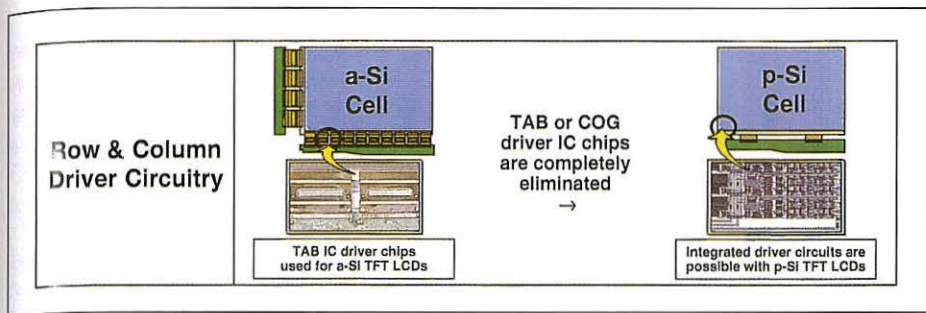 Row & Column
Driver Circuitry
a-Si
Cell
TAB IC driver chips
used for a-Si TFT LCDs
TAB or COG
driver IC chips
are completely
eliminated
→
p-Si
Cell
Integrated driver circuits are
possible with p-Si TFT LCDs